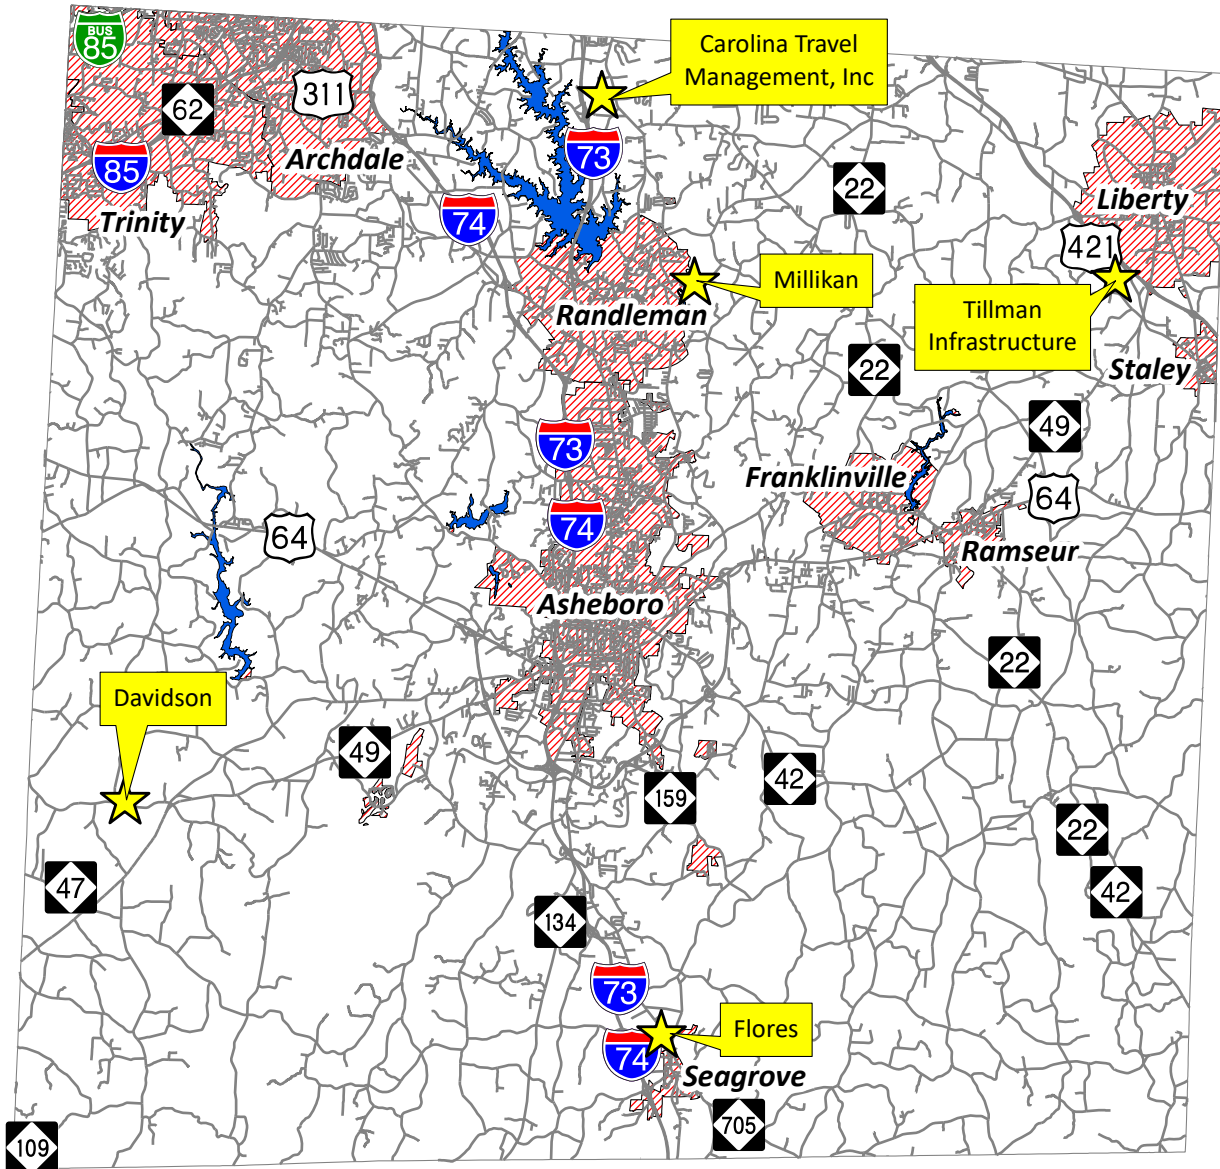 BUS
85
Carolina Travel
Management, Inc
311
62
73
Archdale
85
22
Liberty
74
Trinity
421
Millikan
Tillman
Infrastructure
Randleman
22
Staley
49
73
Franklinville
64
74
64
Ramseur
Asheboro
22
Davidson
49
42
159
22
47
42
134
73
Flores
74
Seagrove
705
109